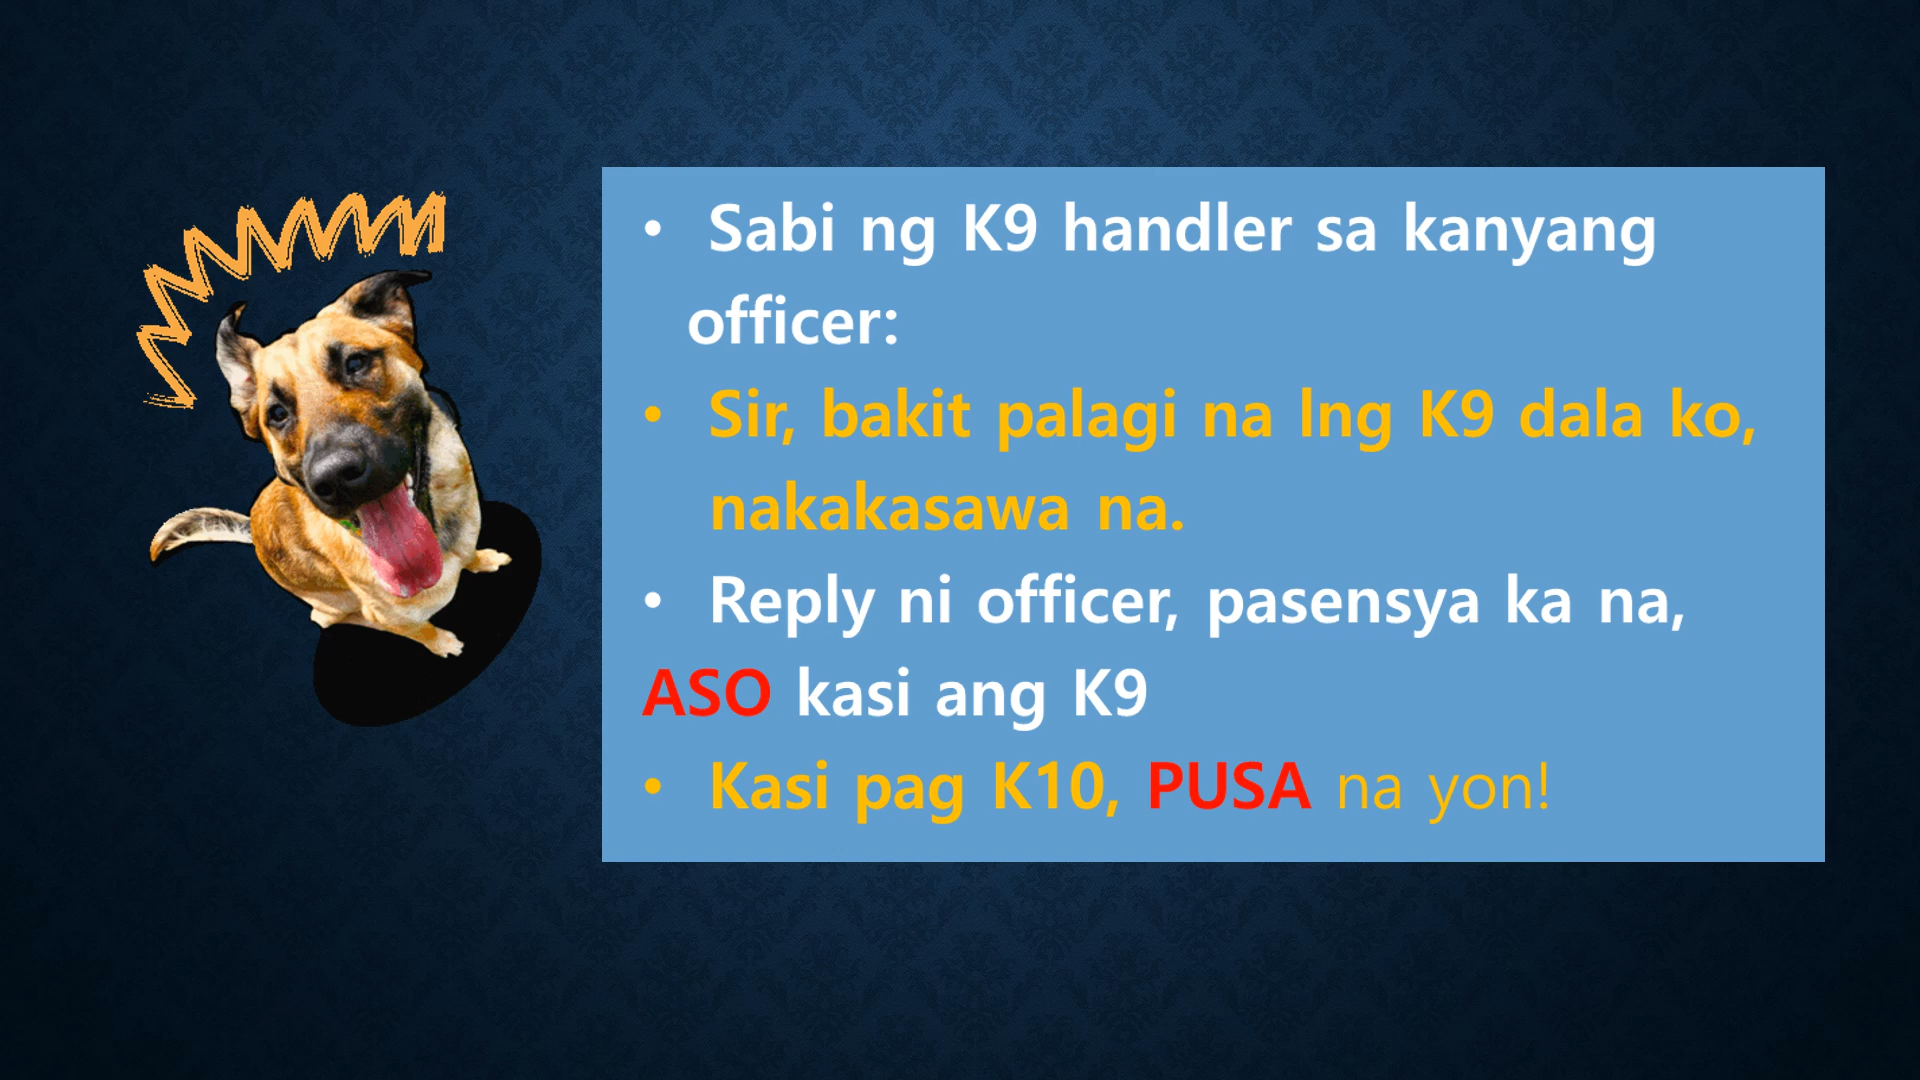 • Sabi ng K9 handler sa kanyang
officer:
• Sir, bakit palagi na lng K9 dala ko,
nakakasawa na.
• Reply ni officer, pasensya ka na,
ASO kasi ang K9
• Kasi pag K10, PUSA na yon!